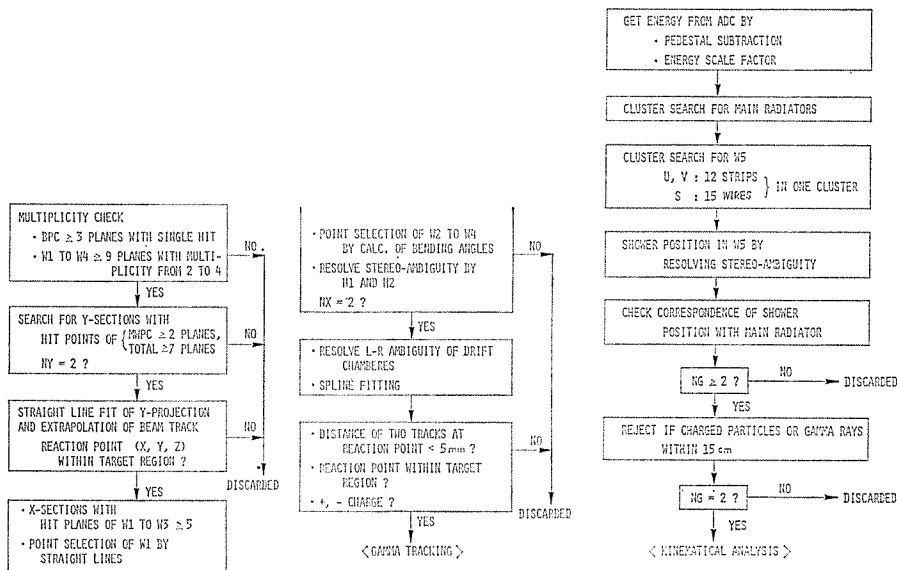 MULTIPLICITY CHECK
• BPC ≥ 3 PLANES WITH SINGLE HIT
• W1 TO W4 ≥ 9 PLANES WITH MULTI-
PLICITY FROM 2 TO 4
NO
YES
SEARCH FOR Y-SECTIONS WITH
HIT POINTS OF { MWPC ≥ 2 PLANES,
TOTAL ≥ 7 PLANES
NY = 2 ?
NO
YES
STRAIGHT LINE FIT OF Y-PROJECTION
AND EXTRAPOLATION OF BEAM TRACK
REACTION POINT (X, Y, Z)
WITHIN TARGET REGION ?
NO
YES
DISCARDED
• X-SECTIONS WITH
HIT PLANES OF W1 TO W3 ≥ 5
• POINT SELECTION OF W1 BY
STRAIGHT LINES
• POINT SELECTION OF W2 TO W4
BY CALC. OF BENDING ANGLES
• RESOLVE STEREO-AMBIGUITY BY
H1 AND H2
NX = 2 ?
NO
YES
• RESOLVE L-R AMBIGUITY OF DRIFT
CHAMBERES
• SPLINE FITTING
• DISTANCE OF TWO TRACKS AT
REACTION POINT < 5 mm ?
• REACTION POINT WITHIN TARGET
REGION ?
• +, - CHARGE ?
NO
YES
DISCARDED
< GAMMA TRACKING >
GET ENERGY FROM ADC BY
• PEDESTAL SUBTRACTION
• ENERGY SCALE FACTOR
CLUSTER SEARCH FOR MAIN RADIATORS
CLUSTER SEARCH FOR W5
U, V : 12 STRIPS
S : 15 WIRES } IN ONE CLUSTER
SHOWER POSITION IN W5 BY
RESOLVING STEREO-AMBIGUITY
CHECK CORRESPONDENCE OF SHOWER
POSITION WITH MAIN RADIATOR
NG ≥ 2 ?
NO
DISCARDED
YES
REJECT IF CHARGED PARTICLES OR GAMMA RAYS
WITHIN 15 cm
NG = 2 ?
NO
DISCARDED
YES
< KINEMATICAL ANALYSIS >